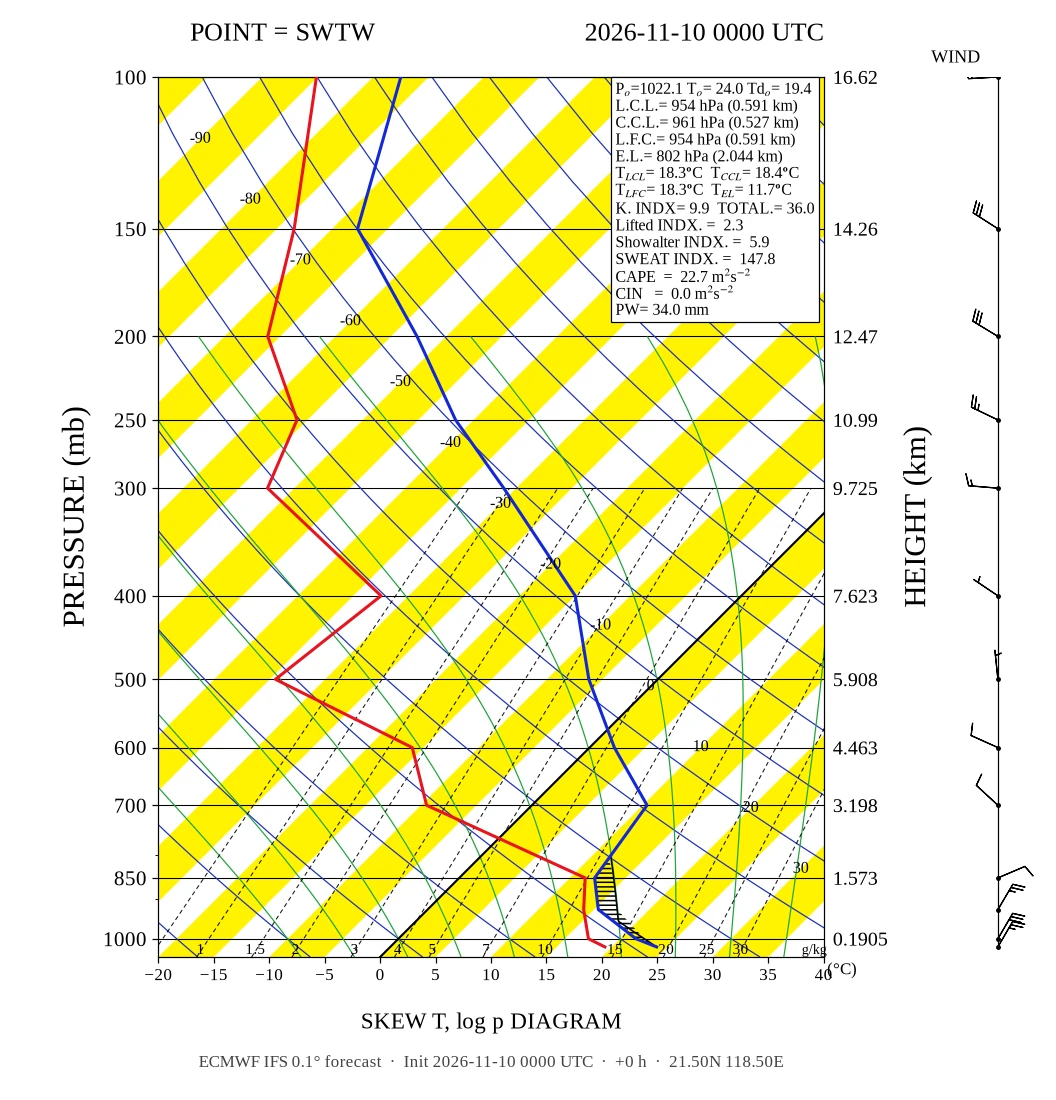 POINT = SWTW
2026-11-10 0000 UTC
WIND
100
16.62
Pₒ=1022.1 Tₒ= 24.0 Tdₒ= 19.4
L.C.L.= 954 hPa (0.591 km)
C.C.L.= 961 hPa (0.527 km)
L.F.C.= 954 hPa (0.591 km)
E.L.= 802 hPa (2.044 km)
T_LCL= 18.3°C T_CCL= 18.4°C
T_LFC= 18.3°C T_EL= 11.7°C
K. INDX= 9.9 TOTAL.= 36.0
Lifted INDX. = 2.3
Showalter INDX. = 5.9
SWEAT INDX. = 147.8
CAPE = 22.7 m²s⁻²
CIN = 0.0 m²s⁻²
PW= 34.0 mm
-90
-80
150
14.26
-70
-60
200
12.47
-50
250
10.99
-40
300
9.725
-30
PRESSURE (mb)
HEIGHT (km)
-20
400
7.623
-10
500
5.908
0
600
4.463
10
700
3.198
20
850
1.573
30
1000
0.1905
1 1.5 2 3 4 5 7 10 15 20 25 30 g/kg
−20 −15 −10 −5 0 5 10 15 20 25 30 35 40 (°C)
SKEW T, log p DIAGRAM
ECMWF IFS 0.1° forecast · Init 2026-11-10 0000 UTC · +0 h · 21.50N 118.50E